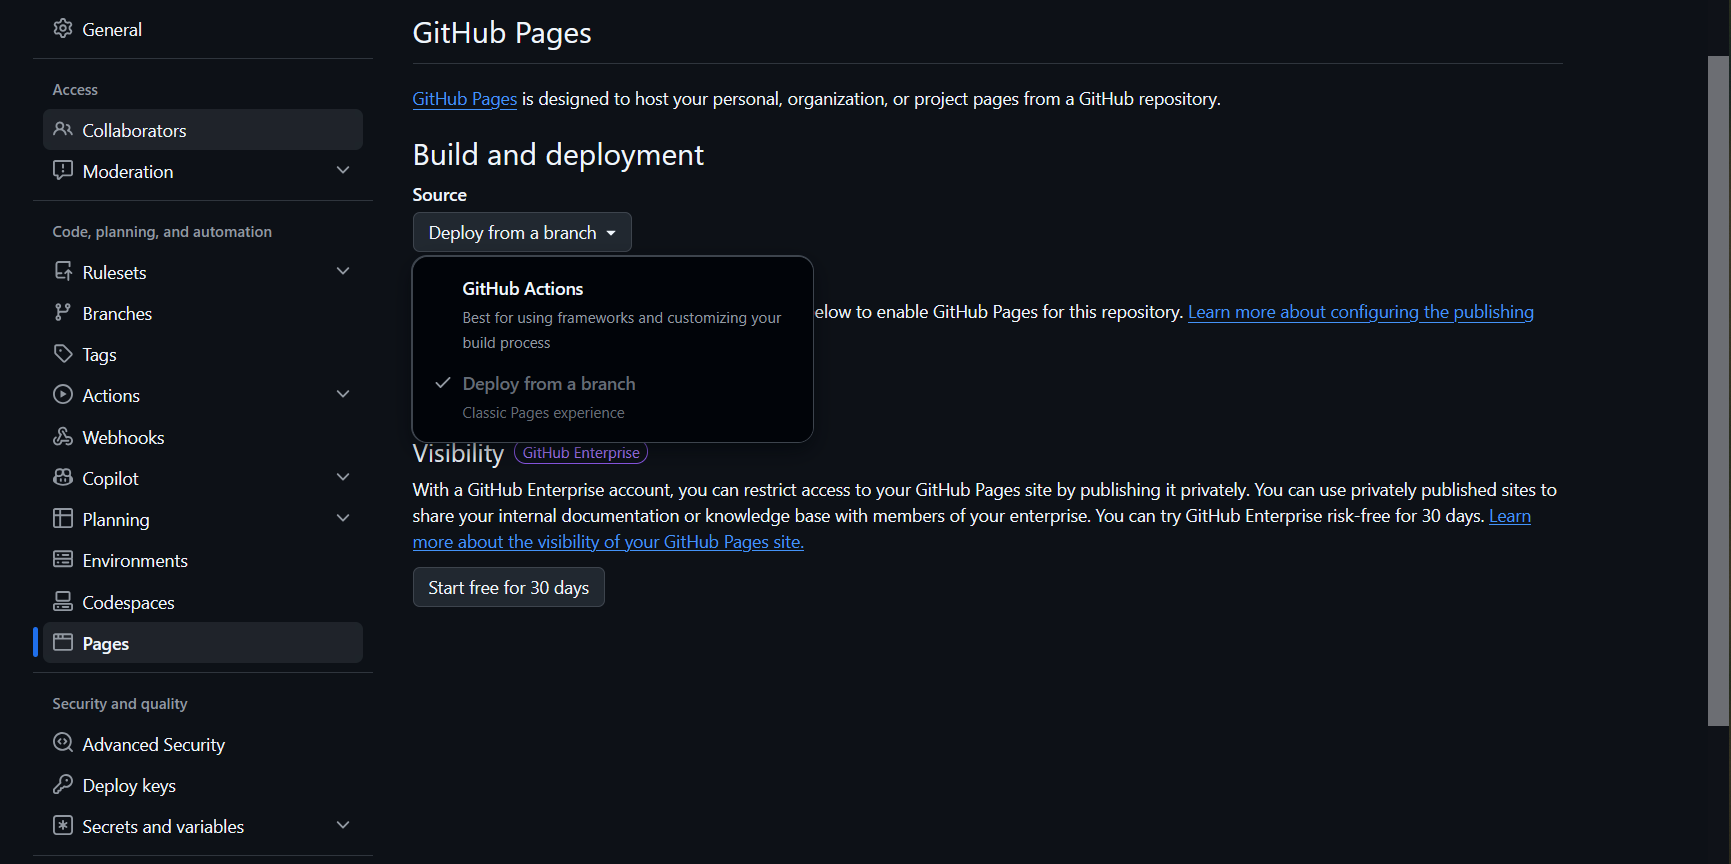 General
Access
Collaborators
Moderation
Code, planning, and automation
Rulesets
Branches
Tags
Actions
Webhooks
Copilot
Planning
Environments
Codespaces
Pages
Security and quality
Advanced Security
Deploy keys
Secrets and variables
GitHub Pages
GitHub Pages is designed to host your personal, organization, or project pages from a GitHub repository.
Build and deployment
Source
Deploy from a branch
GitHub Actions
Best for using frameworks and customizing your
build process
Deploy from a branch
Classic Pages experience
elow to enable GitHub Pages for this repository. Learn more about configuring the publishing
Visibility GitHub Enterprise
With a GitHub Enterprise account, you can restrict access to your GitHub Pages site by publishing it privately. You can use privately published sites to
share your internal documentation or knowledge base with members of your enterprise. You can try GitHub Enterprise risk-free for 30 days. Learn
more about the visibility of your GitHub Pages site.
Start free for 30 days